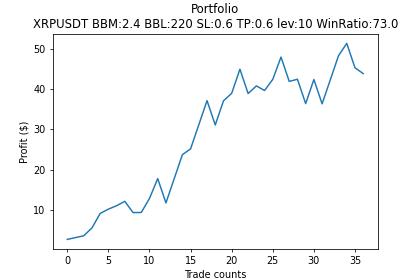 Portfolio
XRPUSDT BBM:2.4 BBL:220 SL:0.6 TP:0.6 lev:10 WinRatio:73.0
50
40
30
20
10
Profit ($)
0 5 10 15 20 25 30 35
Trade counts